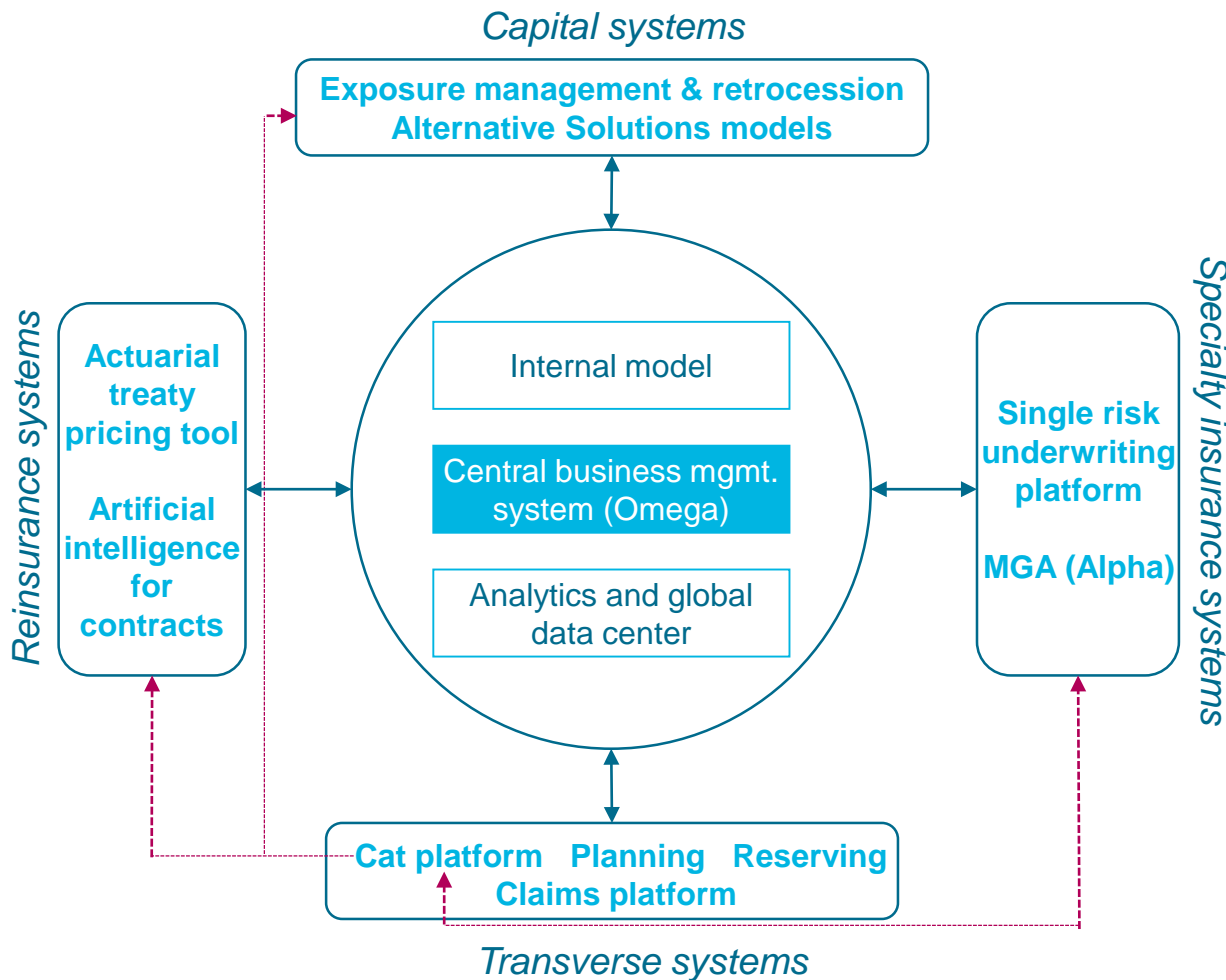 Capital systems
Exposure management & retrocession
Alternative Solutions models
Reinsurance systems
Actuarial
treaty
pricing tool
Artificial
intelligence
for
contracts
Internal model
Central business mgmt.
system (Omega)
Analytics and global
data center
Single risk
underwriting
platform
MGA (Alpha)
Specialty insurance systems
Cat platform Planning Reserving
Claims platform
Transverse systems